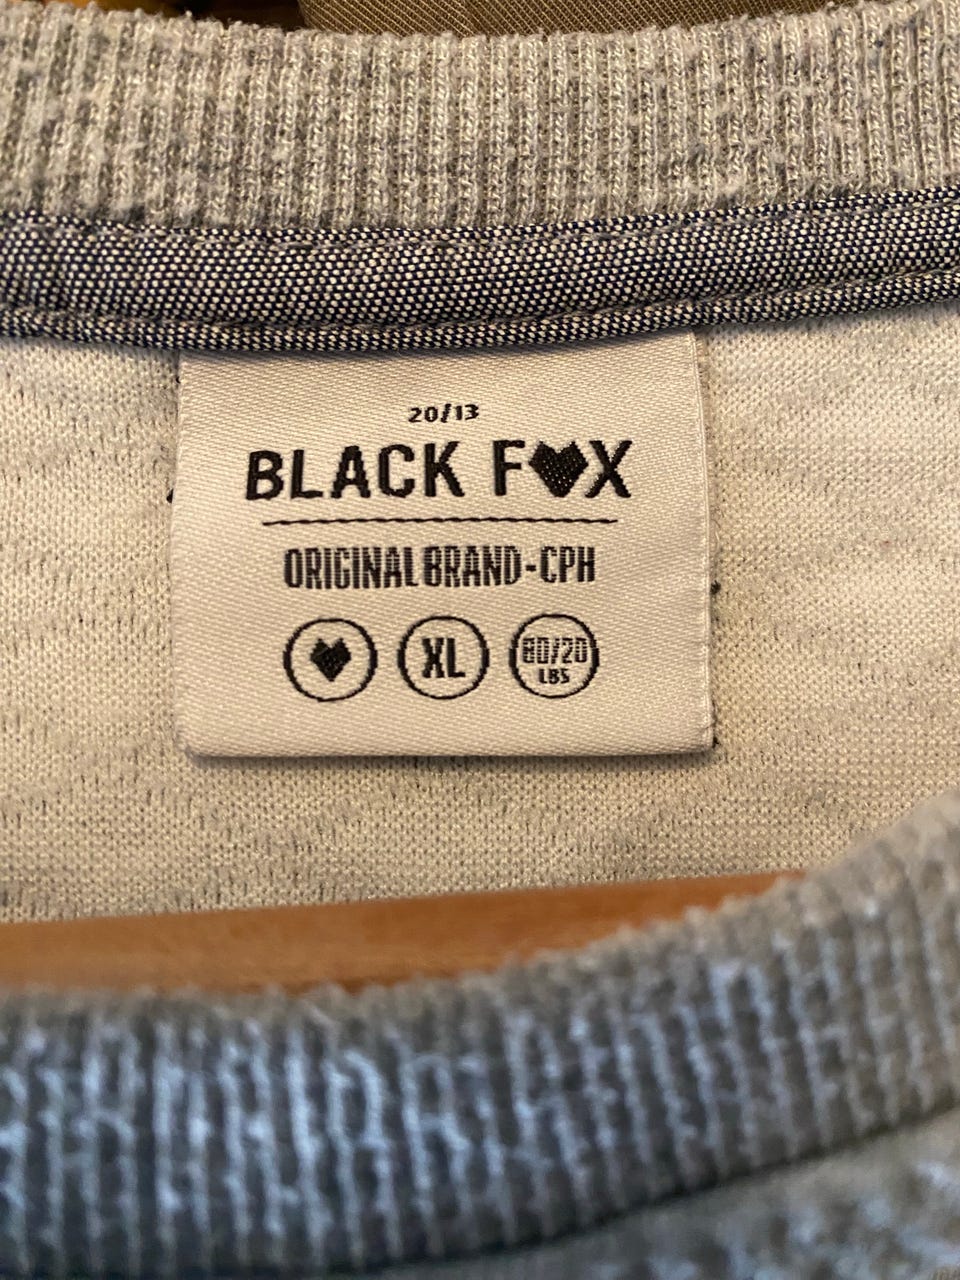 20/13
BLACK F♥X
ORIGINAL BRAND-CPH
XL
80/20
LBS